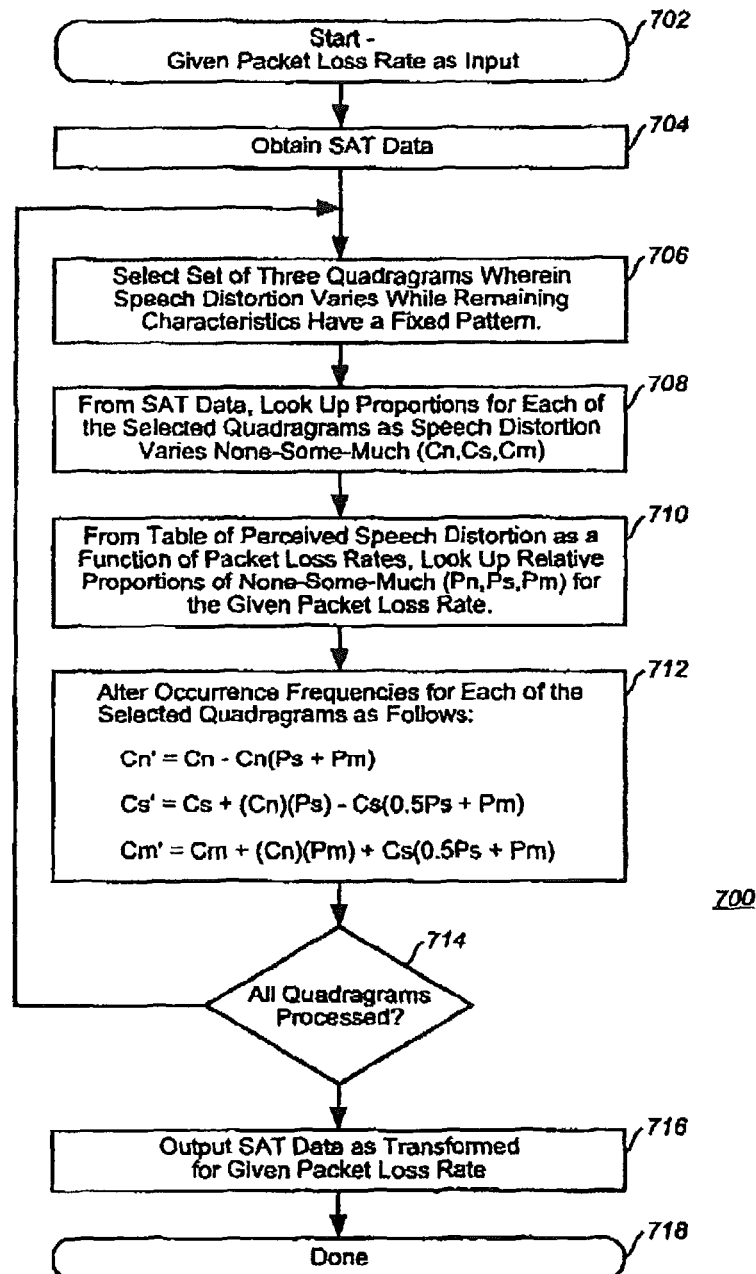 702
Start -
Given Packet Loss Rate as Input
704
Obtain SAT Data
706
Select Set of Three Quadragrams Wherein
Speech Distortion Varies While Remaining
Characteristics Have a Fixed Pattern.
708
From SAT Data, Look Up Proportions for Each of
the Selected Quadragrams as Speech Distortion
Varies None-Some-Much (Cn,Cs,Cm)
710
From Table of Perceived Speech Distortion as a
Function of Packet Loss Rates, Look Up Relative
Proportions of None-Some-Much (Pn,Ps,Pm) for
the Given Packet Loss Rate.
712
Alter Occurrence Frequencies for Each of the
Selected Quadragrams as Follows:
Cn' = Cn - Cn(Ps + Pm)
Cs' = Cs + (Cn)(Ps) - Cs(0.5Ps + Pm)
Cm' = Cm + (Cn)(Pm) + Cs(0.5Ps + Pm)
700
714
All Quadragrams
Processed?
716
Output SAT Data as Transformed
for Given Packet Loss Rate
718
Done